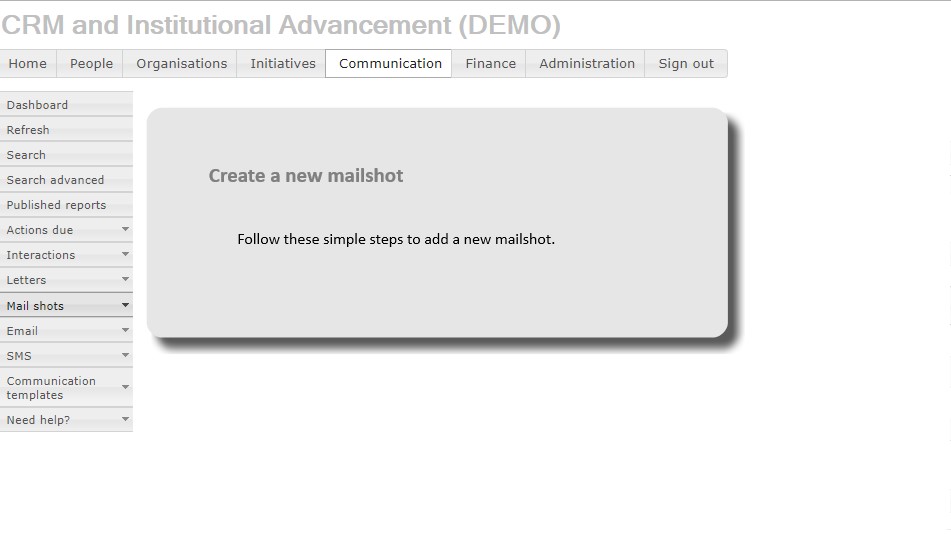 CRM and Institutional Advancement (DEMO)
Home People Organisations Initiatives Communication Finance Administration Sign out
Dashboard
Refresh
Search
Search advanced
Published reports
Actions due
Interactions
Letters
Mail shots
Email
SMS
Communication
templates
Need help?
Create a new mailshot
Follow these simple steps to add a new mailshot.